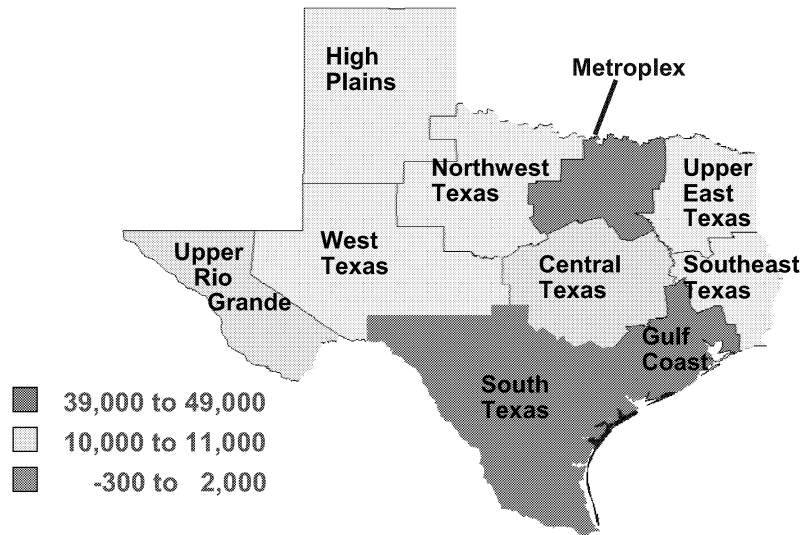 High
Plains
Metroplex
Northwest
Texas
Upper
East
Texas
Upper
Rio
Grande
West
Texas
Central
Texas
Southeast
Texas
Gulf
Coast
South
Texas
39,000 to 49,000
10,000 to 11,000
-300 to 2,000